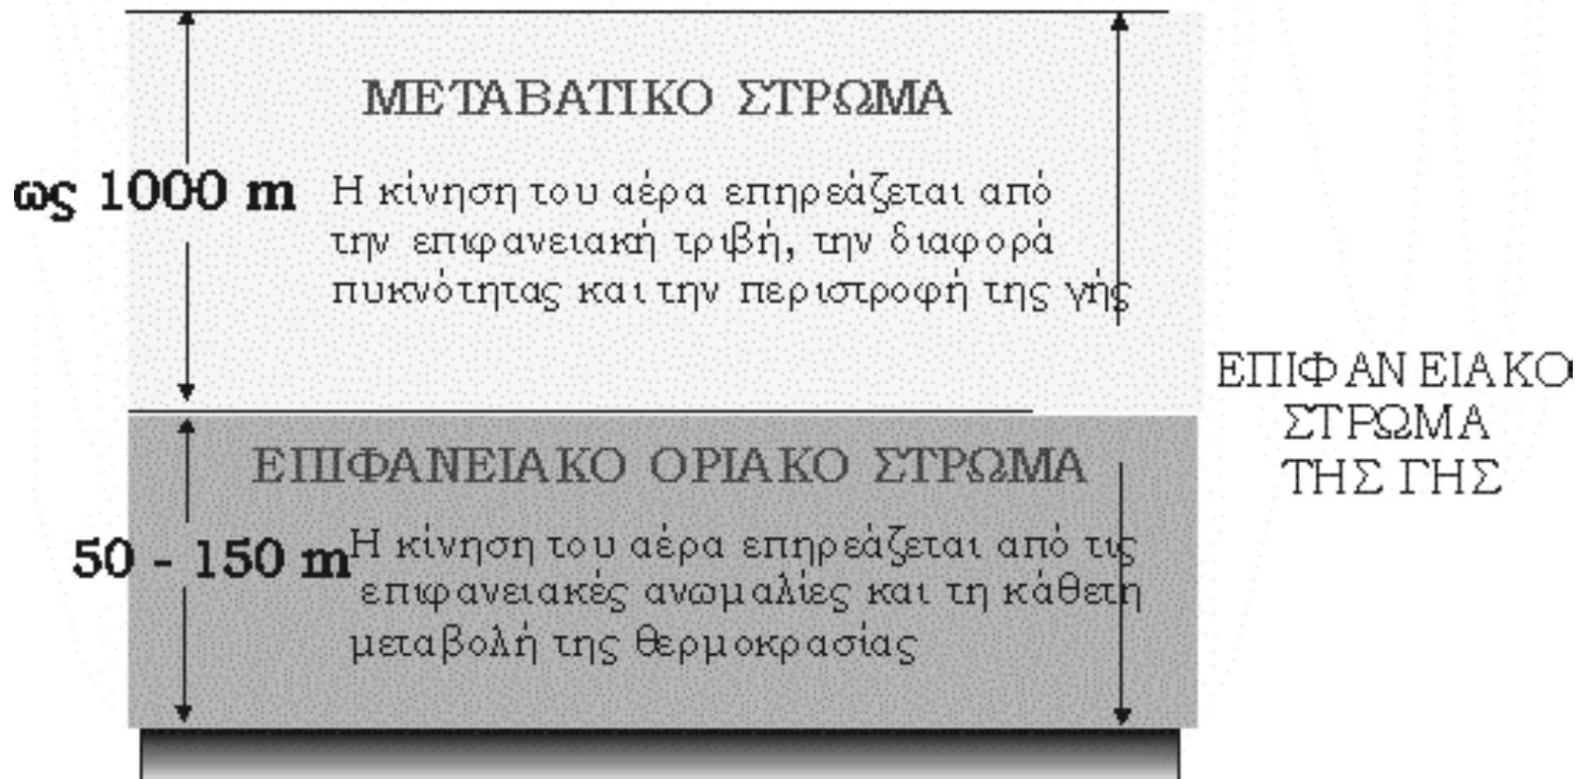 ΜΕΤΑΒΑΤΙΚΟ ΣΤΡΩΜΑ
ως 1000 m
Η κίνηση του αέρα επηρεάζεται από
την επιφανειακή τριβή, την διαφορά
πυκνότητας και την περιστροφή της γής
ΕΠΙΦΑΝΕΙΑΚΟ
ΣΤΡΩΜΑ
ΤΗΣ ΓΗΣ
ΕΠΙΦΑΝΕΙΑΚΟ ΟΡΙΑΚΟ ΣΤΡΩΜΑ
50 - 150 m
Η κίνηση του αέρα επηρεάζεται από τις
επιφανειακές ανωμαλίες και τη κάθετη
μεταβολή της θερμοκρασίας